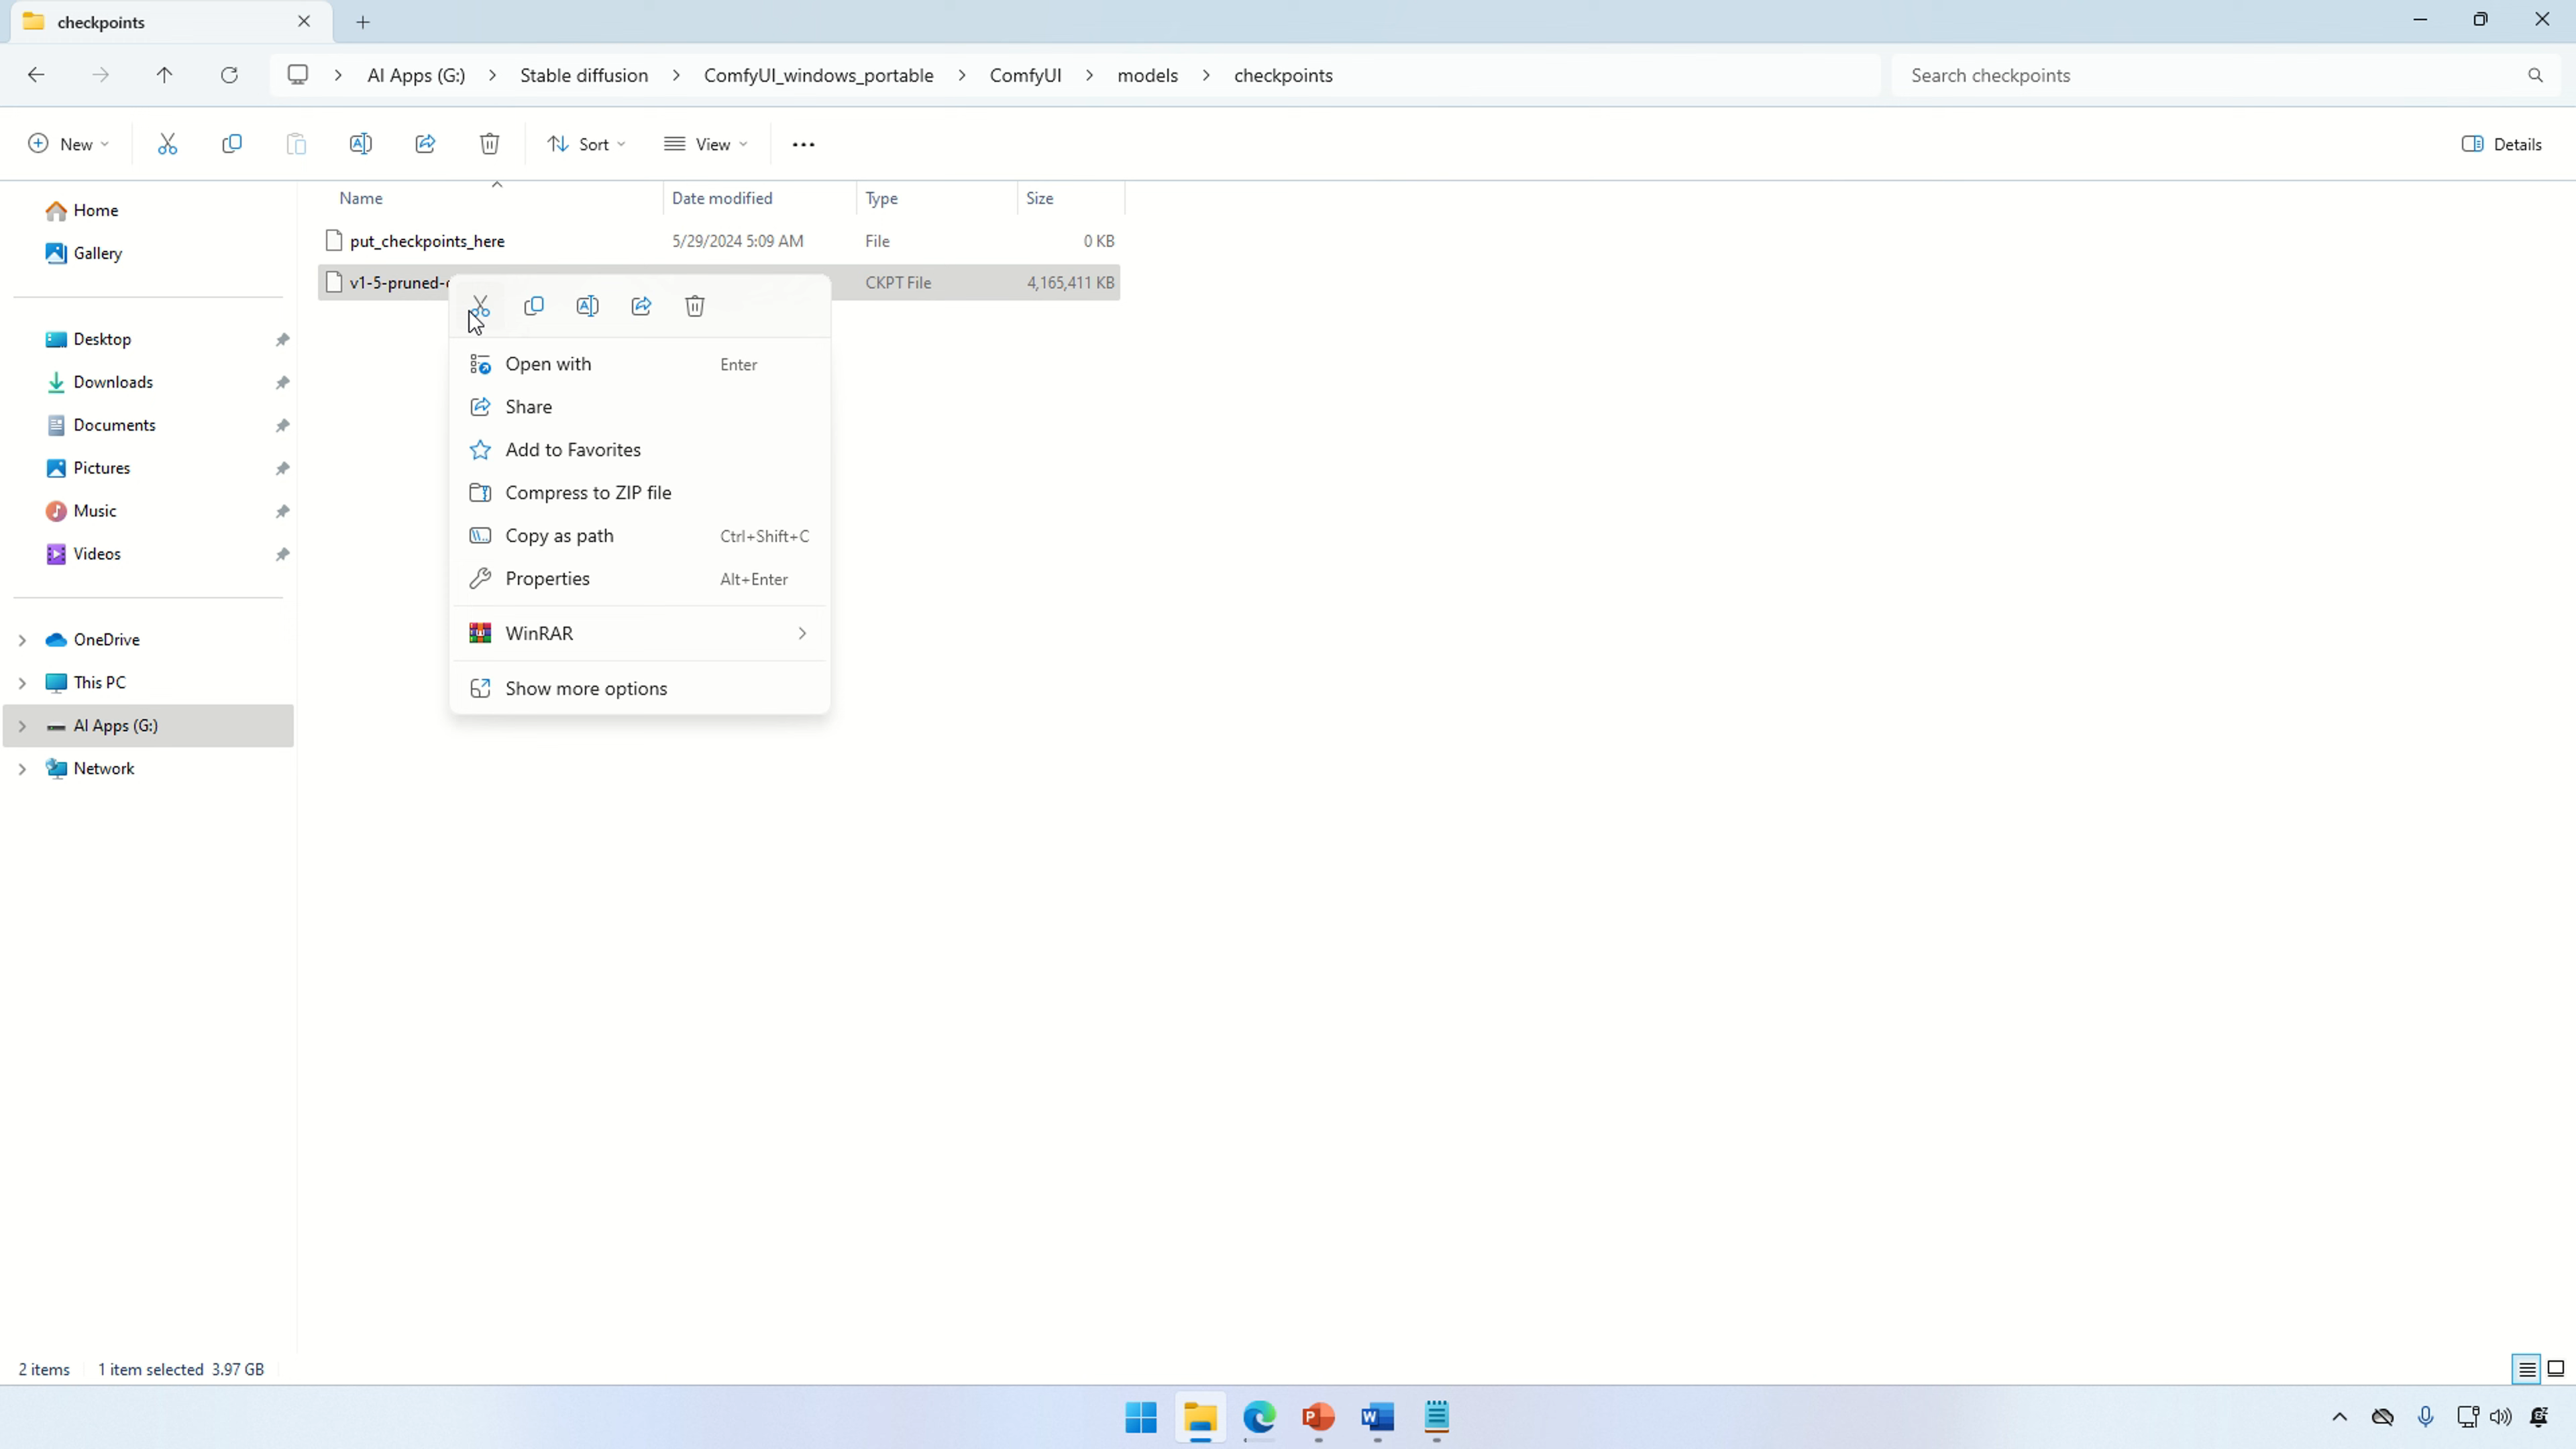 checkpoints
AI Apps (G:) Stable diffusion ComfyUI_windows_portable ComfyUI models checkpoints
Search checkpoints
New Sort View Details
Name Date modified Type Size
put_checkpoints_here 5/29/2024 5:09 AM File 0 KB
v1-5-pruned- CKPT File 4,165,411 KB
Home
Gallery
Desktop
Downloads
Documents
Pictures
Music
Videos
OneDrive
This PC
AI Apps (G:)
Network
Open with Enter
Share
Add to Favorites
Compress to ZIP file
Copy as path Ctrl+Shift+C
Properties Alt+Enter
WinRAR
Show more options
2 items 1 item selected 3.97 GB